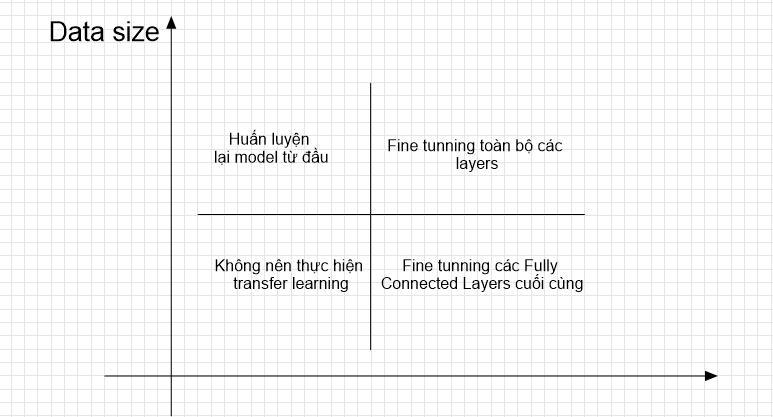 Data size
Huấn luyện
lại model từ đầu
Fine tunning toàn bộ các
layers
Không nên thực hiện
transfer learning
Fine tunning các Fully
Connected Layers cuối cùng